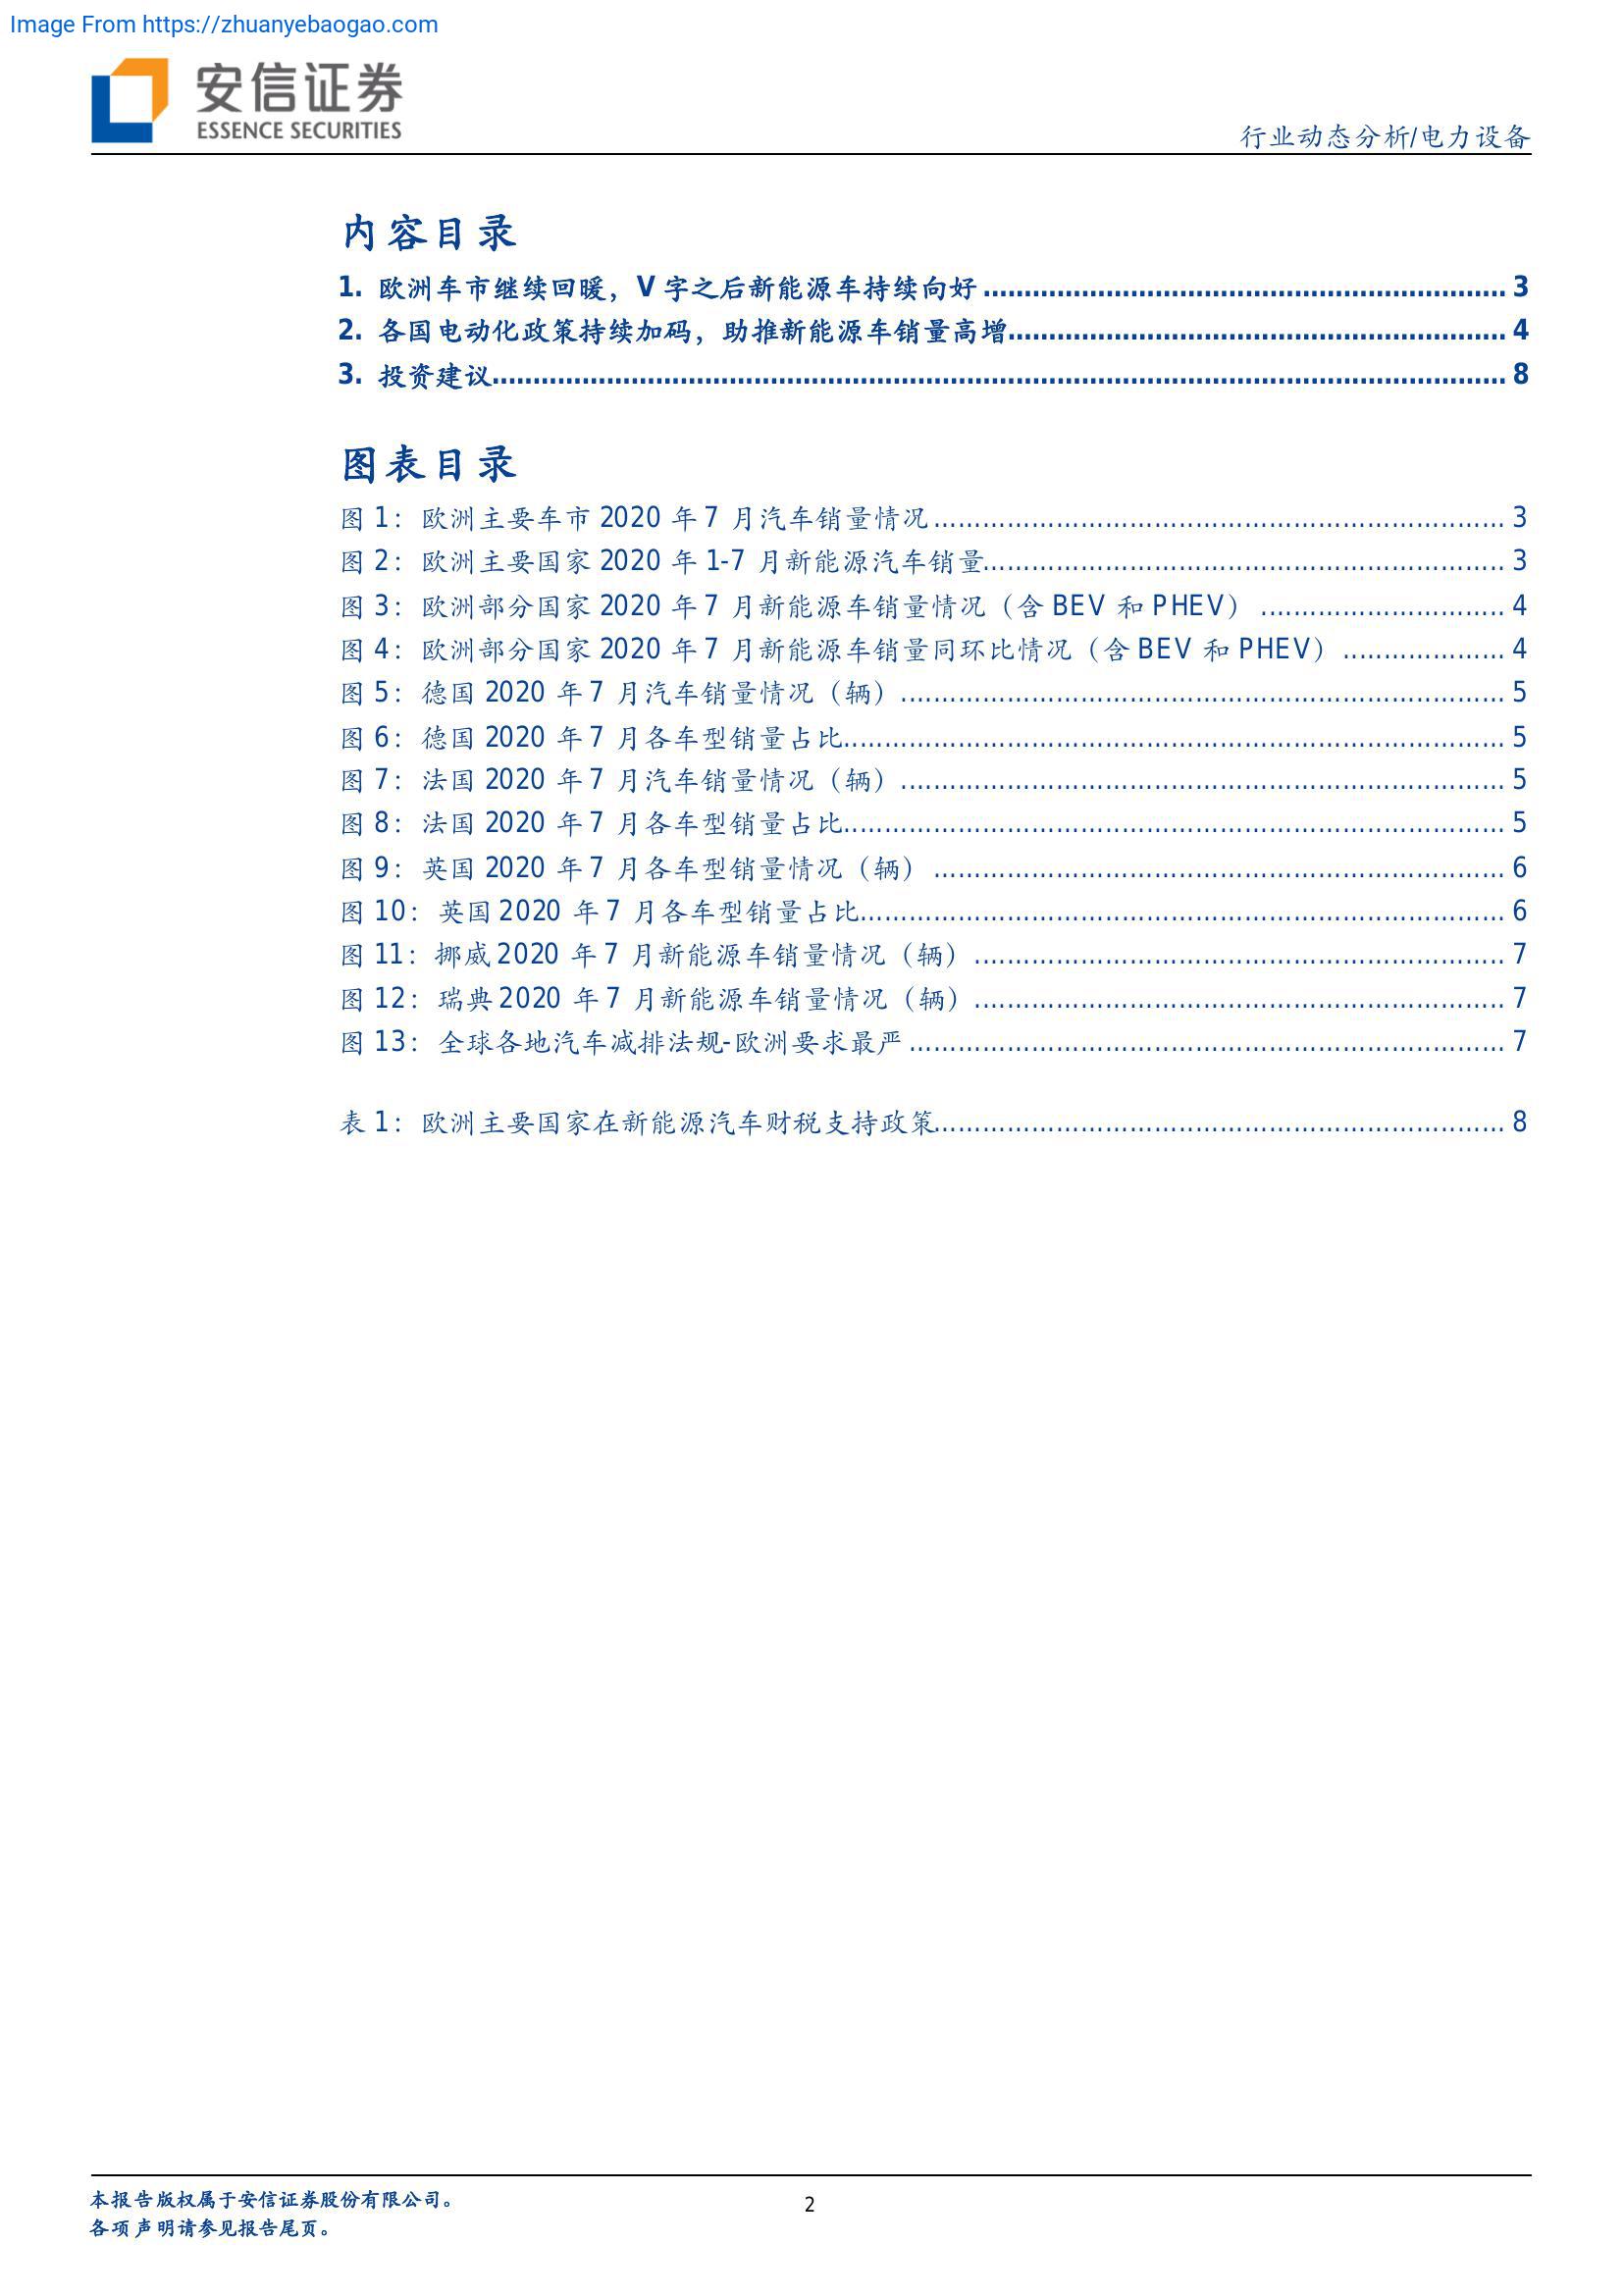 Image From https://zhuanyebaogao.com
安信证券
ESSENCE SECURITIES
行业动态分析/电力设备
内容目录
1. 欧洲车市继续回暖，V 字之后新能源车持续向好 ........ 3
2. 各国电动化政策持续加码，助推新能源车销量高增 ........ 4
3. 投资建议 ........ 8
图表目录
图 1：欧洲主要车市 2020 年 7 月汽车销量情况 ........ 3
图 2：欧洲主要国家 2020 年 1-7 月新能源汽车销量 ........ 3
图 3：欧洲部分国家 2020 年 7 月新能源车销量情况（含 BEV 和 PHEV） ........ 4
图 4：欧洲部分国家 2020 年 7 月新能源车销量同环比情况（含 BEV 和 PHEV） ........ 4
图 5：德国 2020 年 7 月汽车销量情况（辆） ........ 5
图 6：德国 2020 年 7 月各车型销量占比 ........ 5
图 7：法国 2020 年 7 月汽车销量情况（辆） ........ 5
图 8：法国 2020 年 7 月各车型销量占比 ........ 5
图 9：英国 2020 年 7 月各车型销量情况（辆） ........ 6
图 10：英国 2020 年 7 月各车型销量占比 ........ 6
图 11：挪威 2020 年 7 月新能源车销量情况（辆） ........ 7
图 12：瑞典 2020 年 7 月新能源车销量情况（辆） ........ 7
图 13：全球各地汽车减排法规-欧洲要求最严 ........ 7
表 1：欧洲主要国家在新能源汽车财税支持政策 ........ 8
本报告版权属于安信证券股份有限公司。
2
各项声明请参见报告尾页。